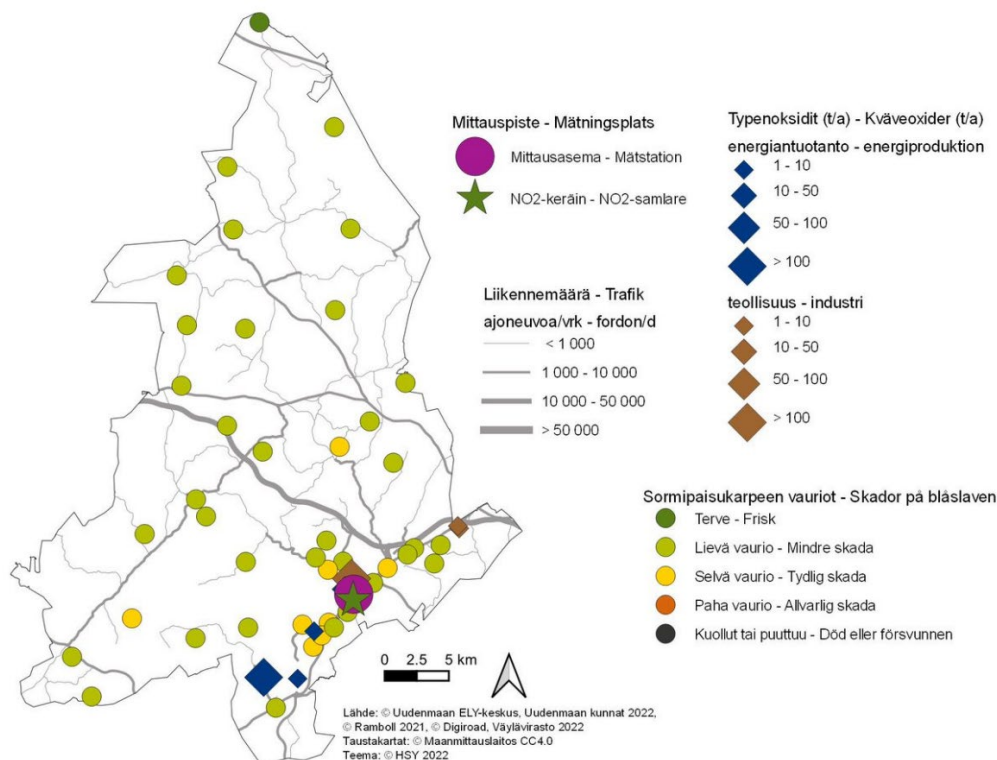 Mittauspiste - Mätningsplats
Mittausasema - Mätstation
NO2-keräin - NO2-samlare
Liikennemäärä - Trafik
ajoneuvoa/vrk - fordon/d
< 1 000
1 000 - 10 000
10 000 - 50 000
> 50 000
Typenoksidit (t/a) - Kväveoxider (t/a)
energiantuotanto - energiproduktion
1 - 10
10 - 50
50 - 100
> 100
teollisuus - industri
1 - 10
10 - 50
50 - 100
> 100
Sormipaisukarpeen vauriot - Skador på blåslaven
Terve - Frisk
Lievä vaurio - Mindre skada
Selvä vaurio - Tydlig skada
Paha vaurio - Allvarlig skada
Kuollut tai puuttuu - Död eller försvunnen
0 2.5 5 km
Lähde: © Uudenmaan ELY-keskus, Uudenmaan kunnat 2022,
© Ramboll 2021, © Digiroad, Väylävirasto 2022
Taustakartat: © Maanmittauslaitos CC4.0
Teema: © HSY 2022